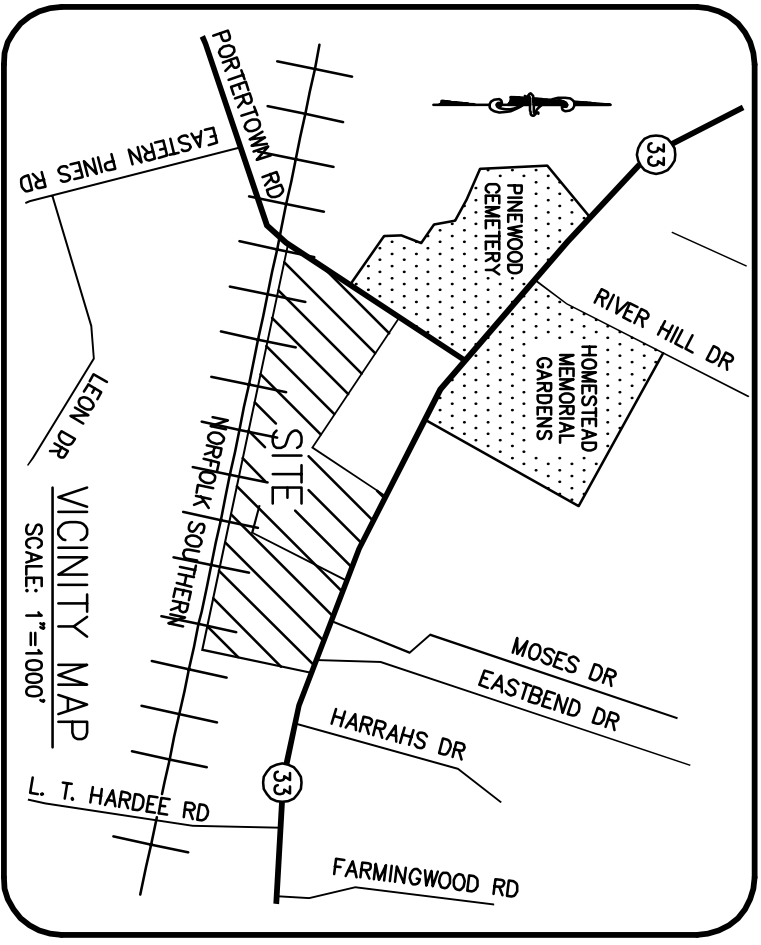 33
RIVER HILL DR
PINEWOOD
CEMETERY
HOMESTEAD
MEMORIAL
GARDENS
PORTERTOWN RD
EASTERN PINES RD
LEON DR
SITE
NORFOLK SOUTHERN
MOSES DR
EASTBEND DR
HARRAHS DR
33
L. T. HARDEE RD
FARMINGWOOD RD
VICINITY MAP
SCALE: 1"=1000'